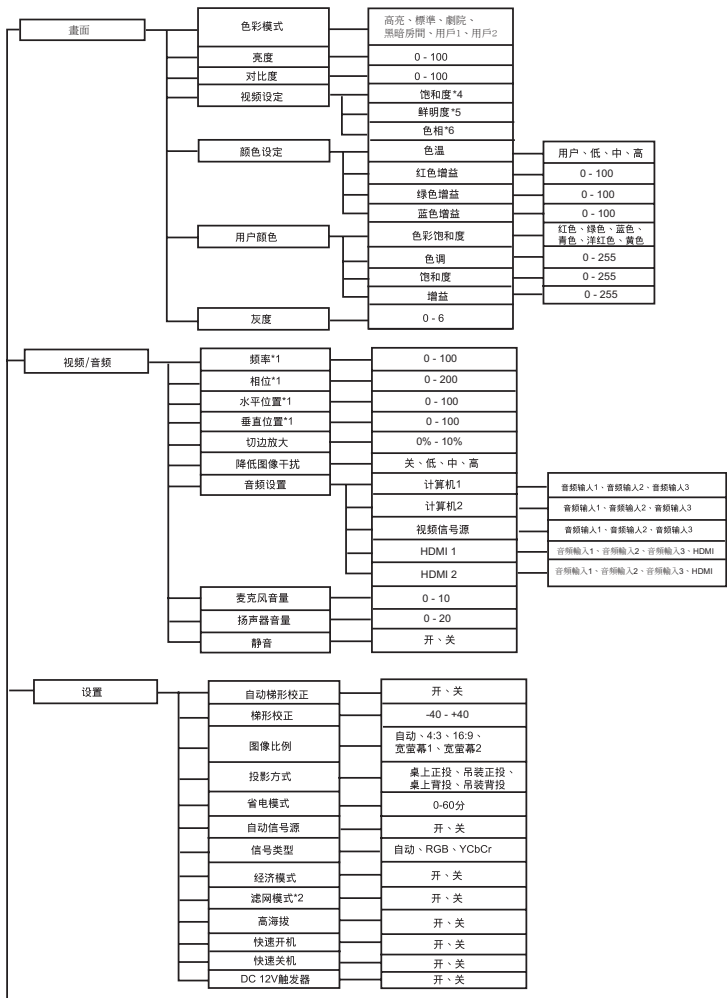 畫面
色彩模式
高亮、標準、劇院、
黑暗房間、用戶1、用戶2
亮度
0 - 100
对比度
0 - 100
视频设定
饱和度*4
鲜明度*5
色相*6
颜色设定
色温
用户、低、中、高
红色增益
0 - 100
绿色增益
0 - 100
蓝色增益
0 - 100
用户颜色
色彩饱和度
红色、绿色、蓝色、
青色、洋红色、黄色
色调
0 - 255
饱和度
0 - 255
增益
0 - 255
灰度
0 - 6
视频/音频
频率*1
0 - 100
相位*1
0 - 200
水平位置*1
0 - 100
垂直位置*1
0 - 100
切边放大
0% - 10%
降低图像干扰
关、低、中、高
音频设置
计算机1
音频输入1、音频输入2、音频输入3
计算机2
音频输入1、音频输入2、音频输入3
视频信号源
音频输入1、音频输入2、音频输入3
HDMI 1
音頻輸入1、音頻輸入2、音頻輸入3、HDMI
HDMI 2
音頻輸入1、音頻輸入2、音頻輸入3、HDMI
麦克风音量
0 - 10
扬声器音量
0 - 20
静音
开、关
设置
自动梯形校正
开、关
梯形校正
-40 - +40
图像比例
自动、4:3、16:9、
宽萤幕1、宽萤幕2
投影方式
桌上正投、吊装正投、
桌上背投、吊装背投
省电模式
0-60分
自动信号源
开、关
信号类型
自动、RGB、YCbCr
经济模式
开、关
滤网模式*2
开、关
高海拔
开、关
快速开机
开、关
快速关机
开、关
DC 12V触发器
开、关